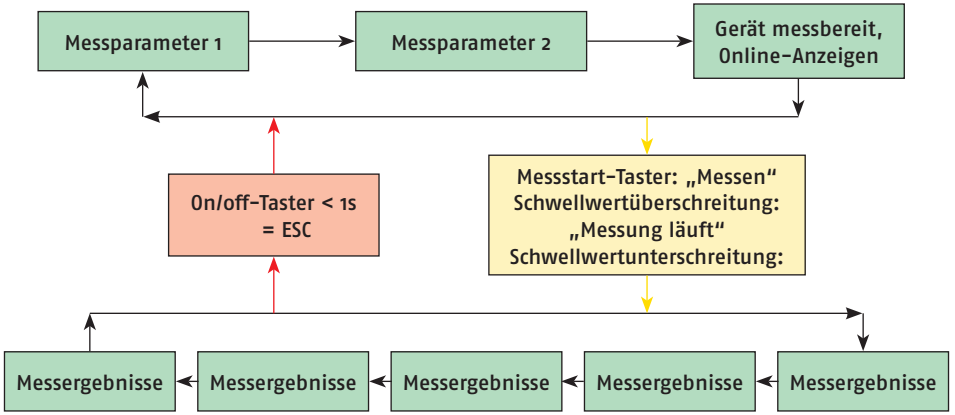 Messparameter 1
Messparameter 2
Gerät messbereit,
Online-Anzeigen
On/off-Taster < 1s
= ESC
Messstart-Taster: „Messen“
Schwellwertüberschreitung:
„Messung läuft“
Schwellwertunterschreitung:
Messergebnisse
Messergebnisse
Messergebnisse
Messergebnisse
Messergebnisse